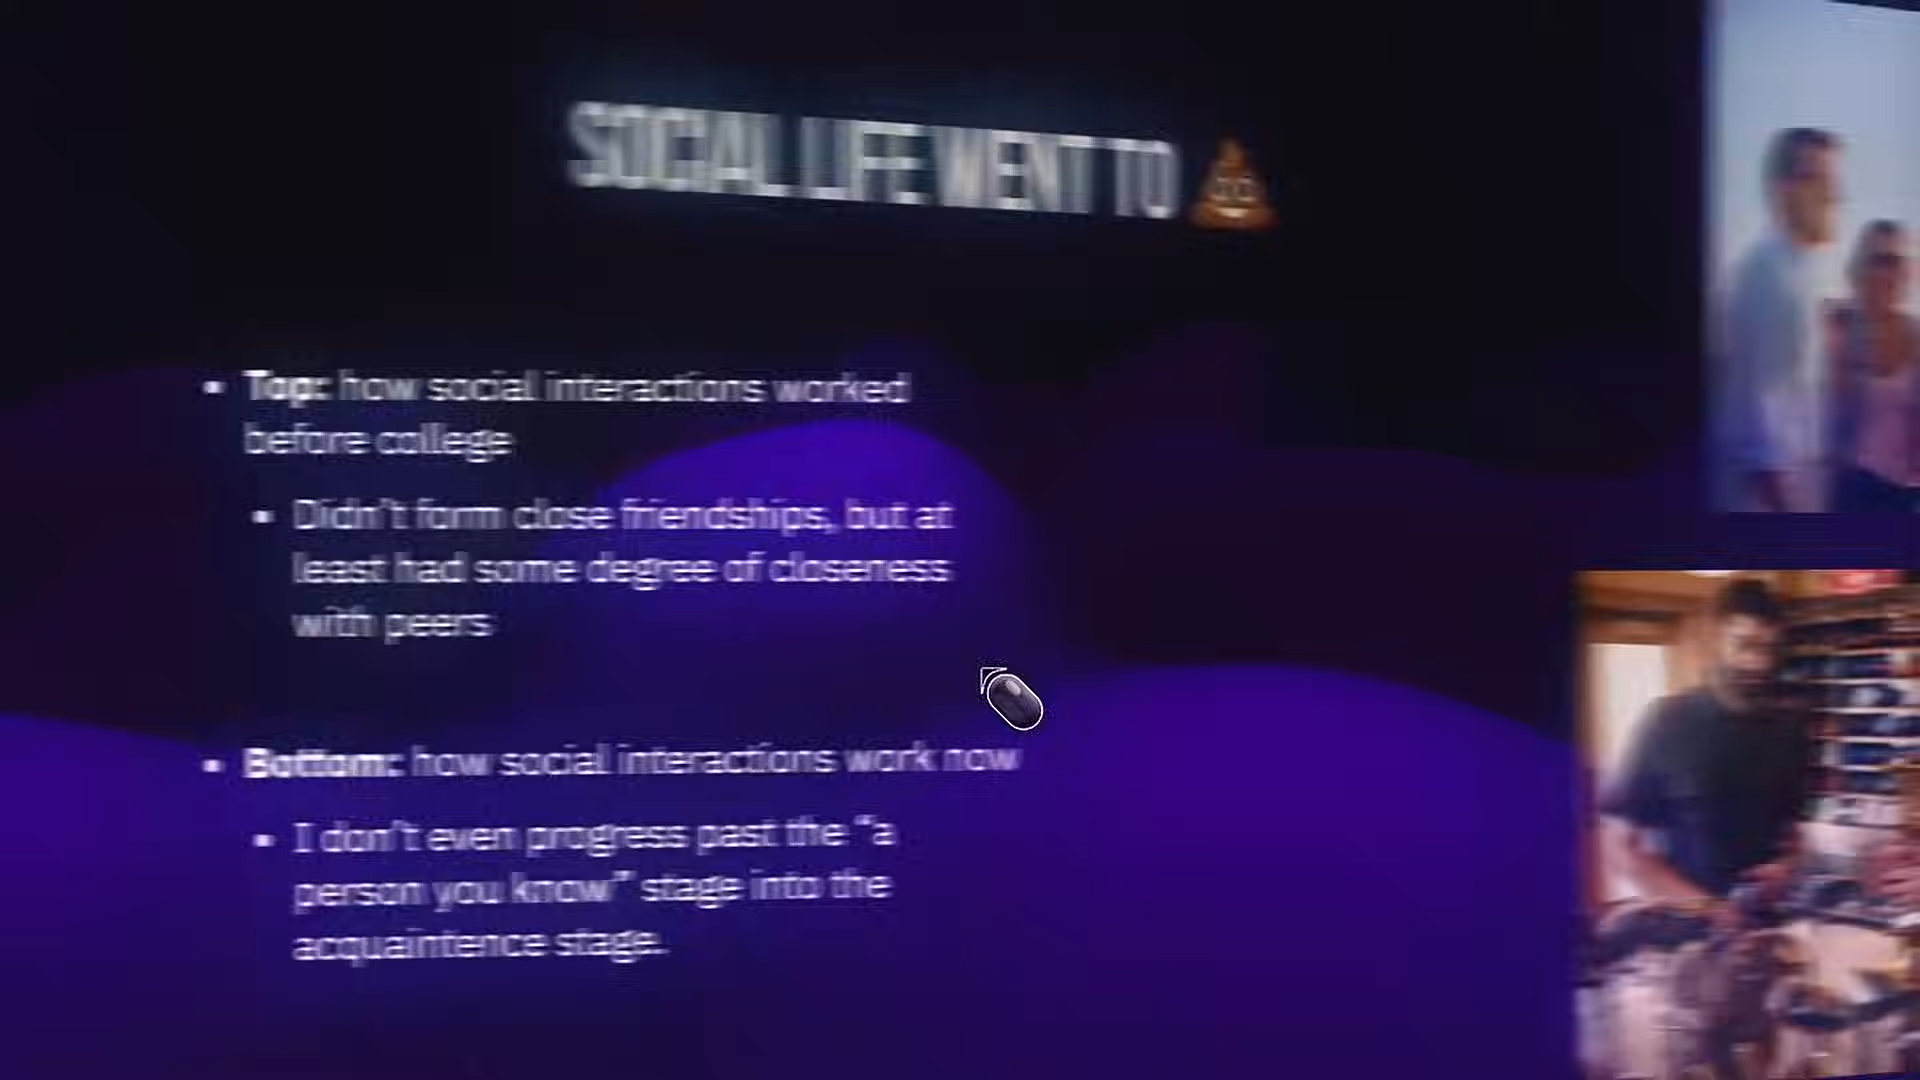 SOCIAL LIFE WENT TO 💩
Top: how social interactions worked
before college
Didn't form close friendships, but at
least had some degree of closeness
with peers
Bottom: how social interactions work now
I don't even progress past the "a
person you know" stage into the
acquaintence stage.